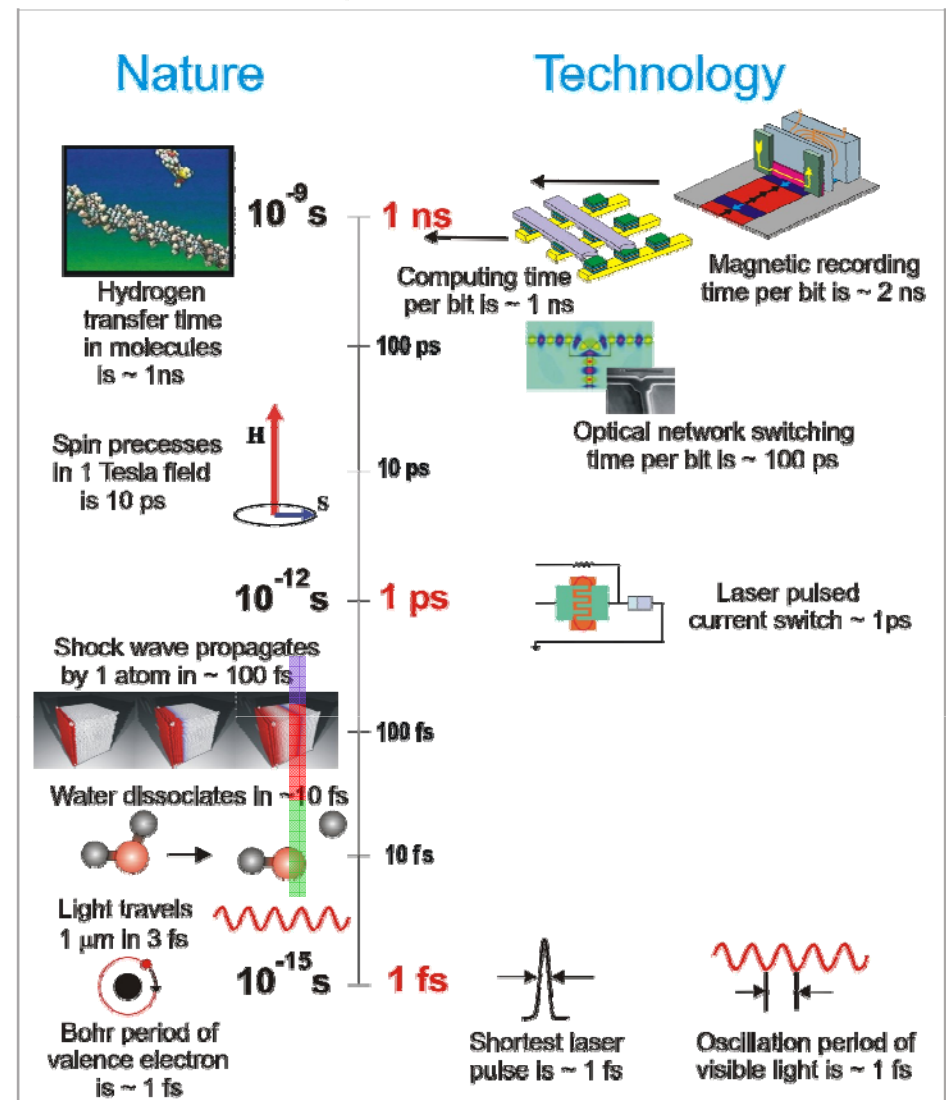 Nature
Technology
10⁻⁹s
1 ns
Hydrogen
transfer time
in molecules
is ~ 1ns
Computing time
per bit is ~ 1 ns
Magnetic recording
time per bit is ~ 2 ns
100 ps
Optical network switching
time per bit is ~ 100 ps
Spin precesses
in 1 Tesla field
is 10 ps
H
S
10 ps
10⁻¹²s
1 ps
Laser pulsed
current switch ~ 1ps
Shock wave propagates
by 1 atom in ~ 100 fs
100 fs
Water dissociates in ~10 fs
10 fs
Light travels
1 μm in 3 fs
10⁻¹⁵s
1 fs
Bohr period of
valence electron
is ~ 1 fs
Shortest laser
pulse is ~ 1 fs
Oscillation period of
visible light is ~ 1 fs